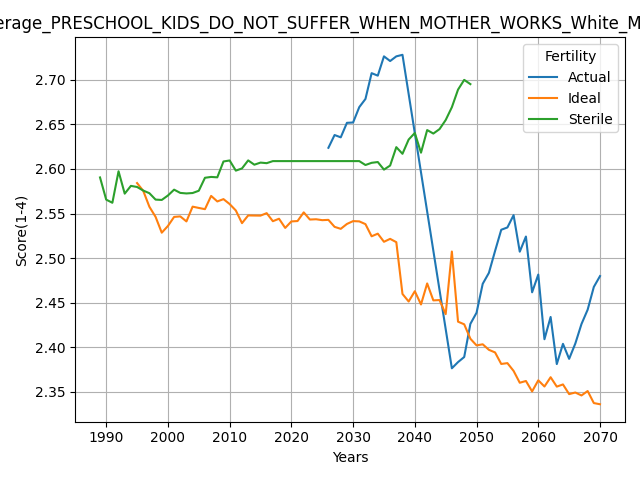 erage_PRESCHOOL_KIDS_DO_NOT_SUFFER_WHEN_MOTHER_WORKS_White_M
Fertility
Actual
Ideal
Sterile
Score(1-4)
2.70
2.65
2.60
2.55
2.50
2.45
2.40
2.35
1990 2000 2010 2020 2030 2040 2050 2060 2070
Years